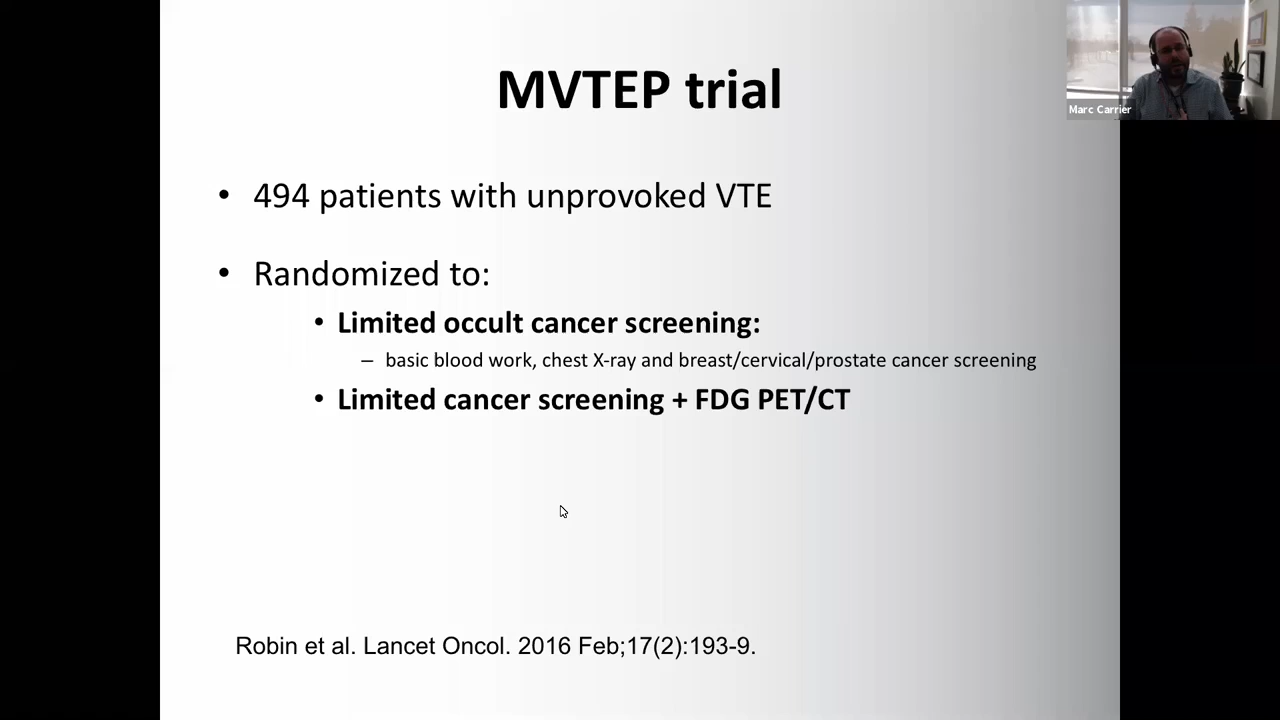 MVTEP trial
Marc Carrier
• 494 patients with unprovoked VTE
• Randomized to:
• Limited occult cancer screening:
– basic blood work, chest X-ray and breast/cervical/prostate cancer screening
• Limited cancer screening + FDG PET/CT
Robin et al. Lancet Oncol. 2016 Feb;17(2):193-9.